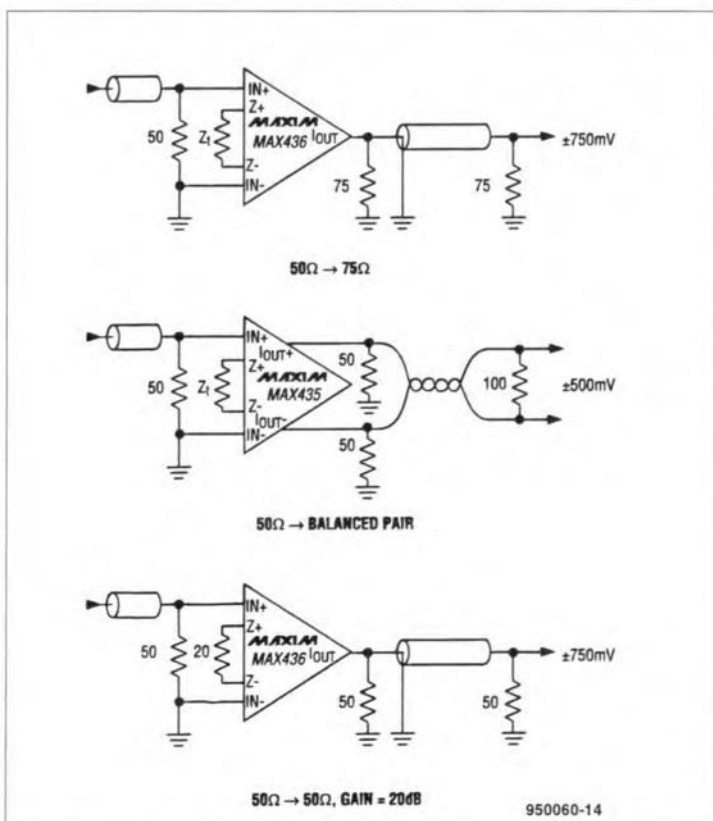 IN+
Z+
50
Zt
MAXIM
MAX436
IOUT
Z-
IN-
75
75
±750mV
50Ω → 75Ω
IN+
IOUT+
Z+
50
Zt
MAXIM
MAX435
Z-
IOUT-
IN-
50
50
100
±500mV
50Ω → BALANCED PAIR
IN+
Z+
50
20
MAXIM
MAX436
IOUT
Z-
IN-
50
50
±750mV
50Ω → 50Ω, GAIN = 20dB
950060-14